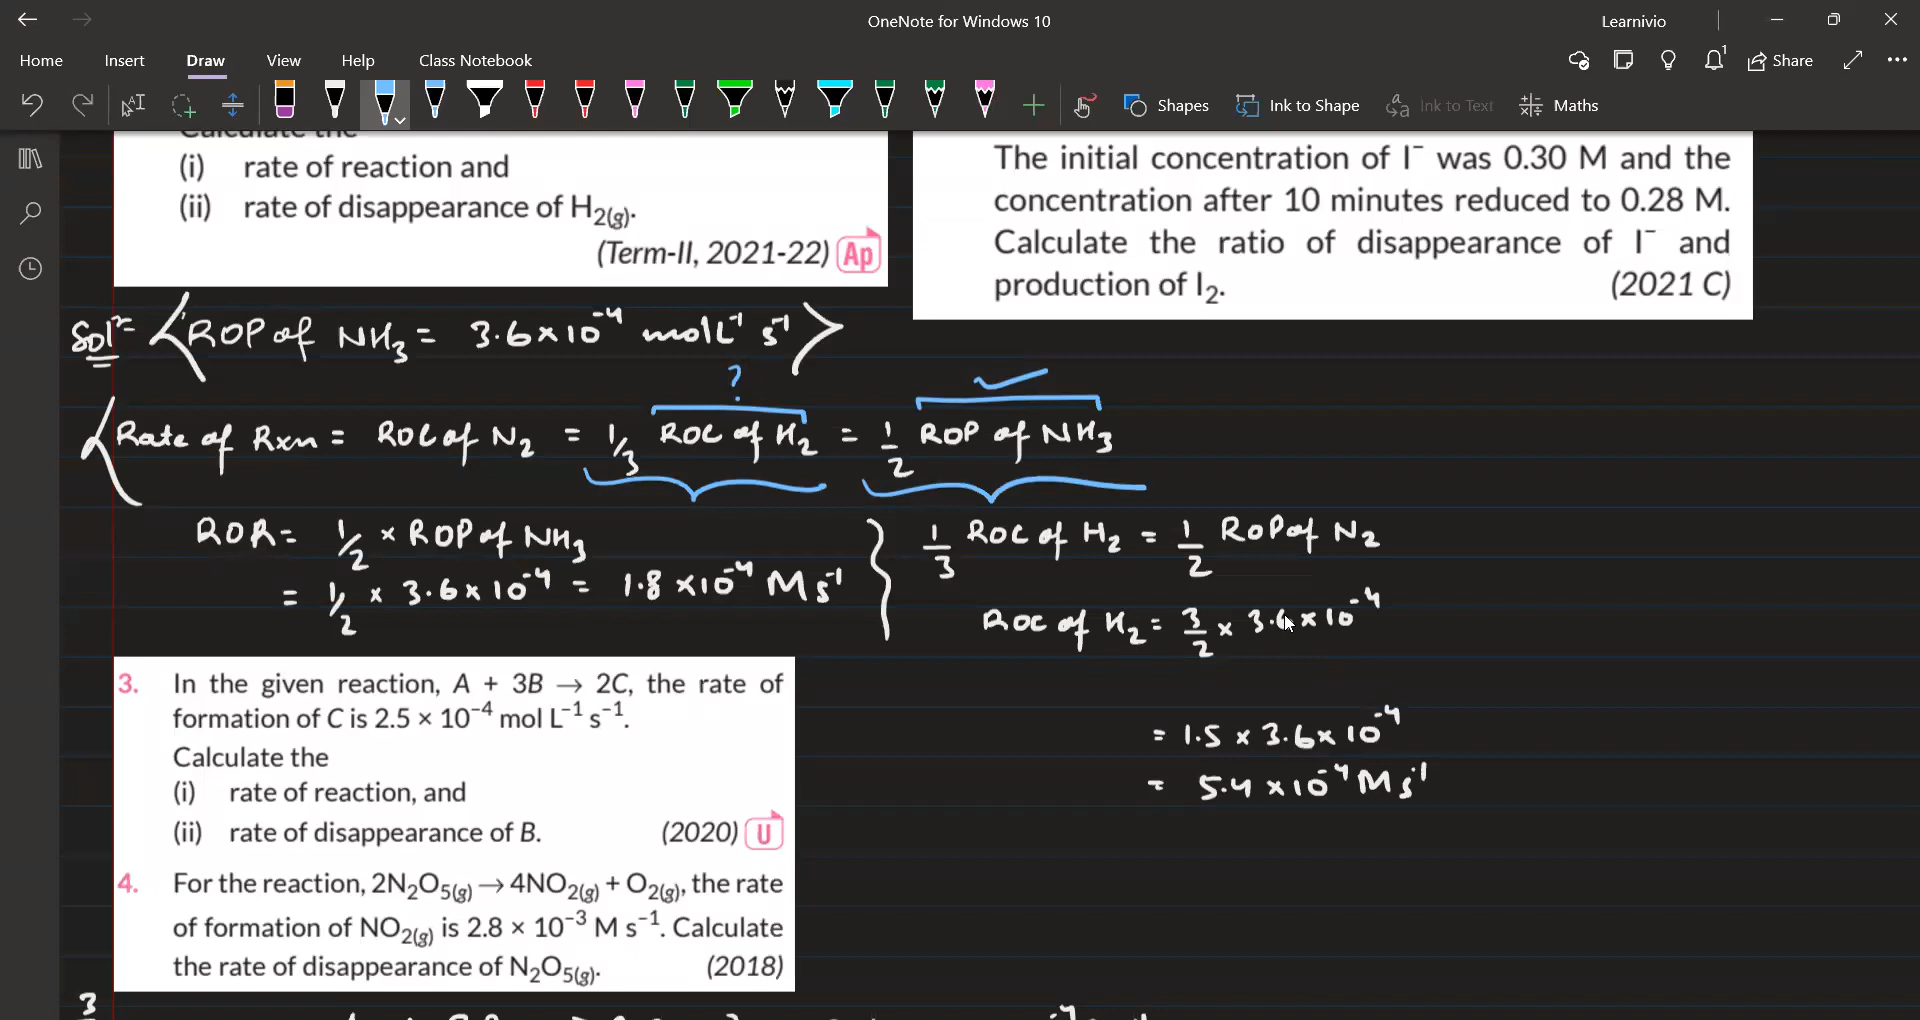 OneNote for Windows 10
Learnivio
Home Insert Draw View Help Class Notebook
1 Share
Shapes Ink to Shape Ink to Text Maths
Calculate the
(i) rate of reaction and
(ii) rate of disappearance of H₂(g).
(Term-II, 2021-22) Ap
The initial concentration of I⁻ was 0.30 M and the
concentration after 10 minutes reduced to 0.28 M.
Calculate the ratio of disappearance of I⁻ and
production of I₂. (2021 C)
Solⁿ= ROP of NH₃ = 3.6×10⁻⁴ mol L⁻¹ s⁻¹
?
Rate of Rxn = ROC of N₂ = 1/3 ROC of H₂ = 1/2 ROP of NH₃
ROR = 1/2 × ROP of NH₃
= 1/2 × 3.6×10⁻⁴ = 1.8×10⁻⁴ M s⁻¹
1/3 ROC of H₂ = 1/2 ROP of N₂
ROC of H₂ = 3/2 × 3.6×10⁻⁴
= 1.5 × 3.6×10⁻⁴
= 5.4×10⁻⁴ M s⁻¹
3. In the given reaction, A + 3B → 2C, the rate of
formation of C is 2.5 × 10⁻⁴ mol L⁻¹ s⁻¹.
Calculate the
(i) rate of reaction, and
(ii) rate of disappearance of B. (2020) U
4. For the reaction, 2N₂O₅(g) → 4NO₂(g) + O₂(g), the rate
of formation of NO₂(g) is 2.8 × 10⁻³ M s⁻¹. Calculate
the rate of disappearance of N₂O₅(g). (2018)
3